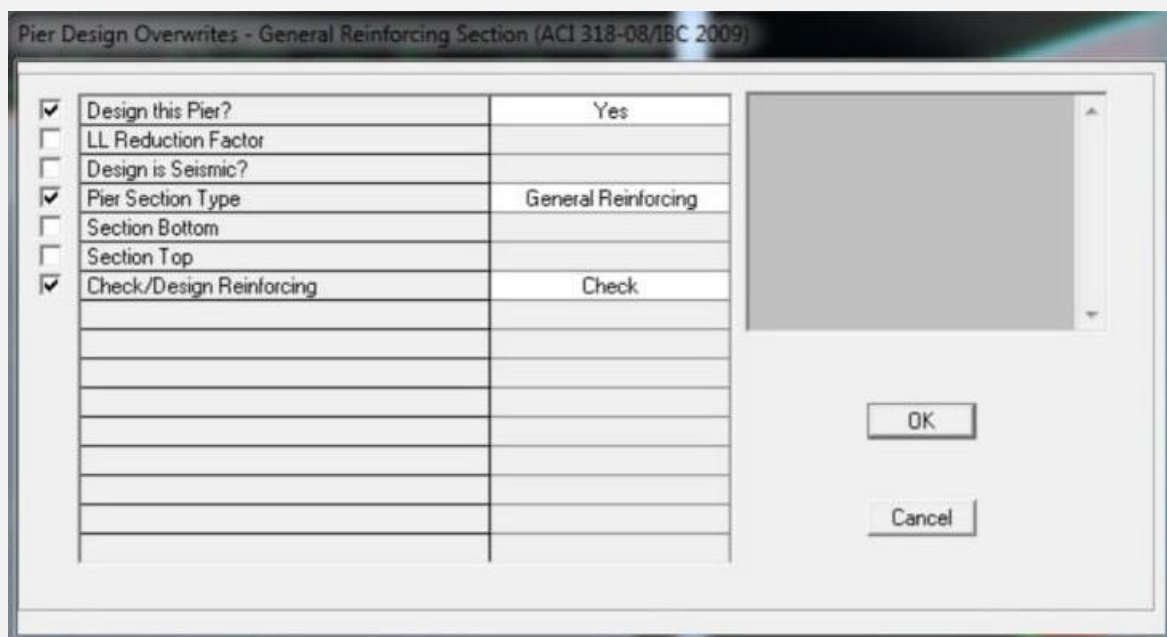 Pier Design Overwrites - General Reinforcing Section (ACI 318-08/IBC 2009)
Design this Pier? Yes
LL Reduction Factor
Design is Seismic?
Pier Section Type General Reinforcing
Section Bottom
Section Top
Check/Design Reinforcing Check
OK
Cancel